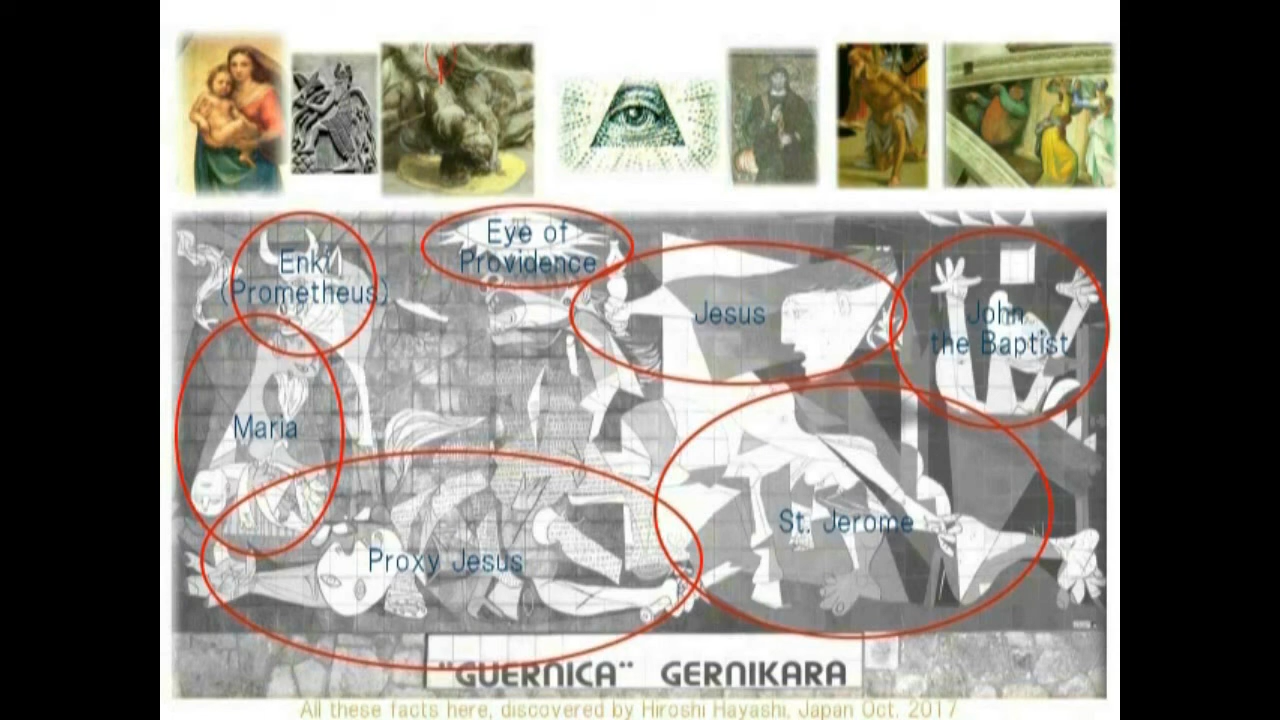 Eye of
Providence
Enki
(Prometheus)
Jesus
John
the Baptist
Maria
St. Jerome
Proxy Jesus
"GUERNICA" GERNIKARA
All these facts here, discovered by Hiroshi Hayashi, Japan Oct. 2017